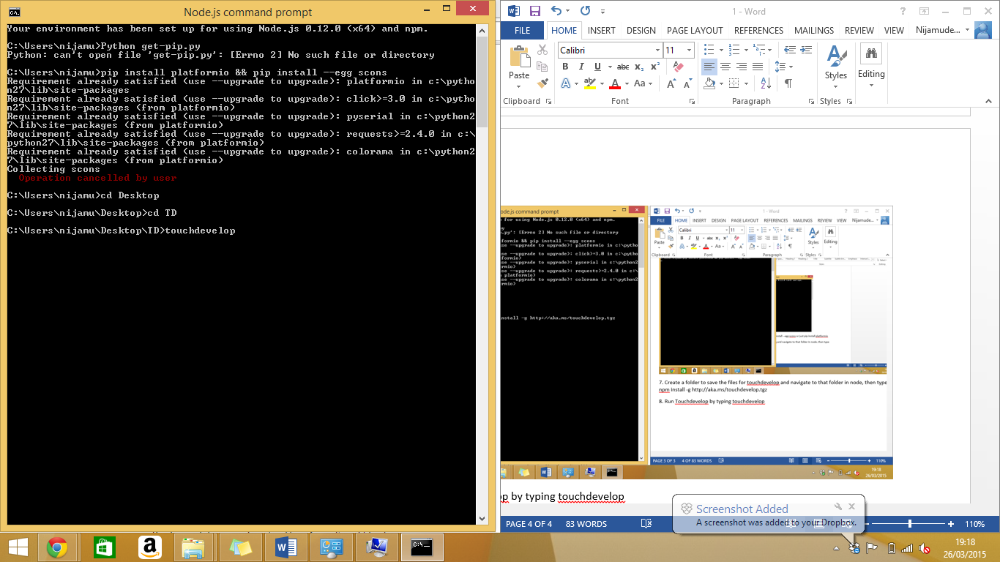 Node.js command prompt
Your environment has been set up for using Node.js 0.12.0 (x64) and npm.
C:\Users\nijamu>Python get-pip.py
Python: can't open file 'get-pip.py': [Errno 2] No such file or directory
C:\Users\nijamu>pip install platformio && pip install --egg scons
Requirement already satisfied (use --upgrade to upgrade): platformio in c:\pytho
n27\lib\site-packages
Requirement already satisfied (use --upgrade to upgrade): click>=3.0 in c:\pytho
n27\lib\site-packages (from platformio)
Requirement already satisfied (use --upgrade to upgrade): pyserial in c:\python2
7\lib\site-packages (from platformio)
Requirement already satisfied (use --upgrade to upgrade): requests>=2.4.0 in c:\
python27\lib\site-packages (from platformio)
Requirement already satisfied (use --upgrade to upgrade): colorama in c:\python2
7\lib\site-packages (from platformio)
Collecting scons
Operation cancelled by user
C:\Users\nijamu>cd Desktop
C:\Users\nijamu\Desktop>cd TD
C:\Users\nijamu\Desktop\TD>touchdevelop
1 - Word
FILE HOME INSERT DESIGN PAGE LAYOUT REFERENCES MAILINGS REVIEW VIEW Nijamude...
Calibri 11
Paste Styles Editing
Clipboard Font Paragraph Styles
ode.js command prompt
for using Node.js 0.12.0 (x64) and npm.
.py': [Errno 2] No such file or directory
formio && pip install --egg scons
use --upgrade to upgrade): platformio in c:\pytho
use --upgrade to upgrade): click>=3.0 in c:\pytho
formio)
use --upgrade to upgrade): pyserial in c:\python2
formio)
use --upgrade to upgrade): requests>=2.4.0 in c:\
platformio)
use --upgrade to upgrade): colorama in c:\python2
formio)
install -g http://aka.ms/touchdevelop.tgz
1 - Word
FILE HOME INSERT DESIGN PAGE LAYOUT REFERENCES MAILINGS REVIEW VIEW Nijamude...
Calibri 11
Paste Styles Editing
Clipboard Font Paragraph Styles
7. Create a folder to save the files for touchdevelop and navigate to that folder in node, then type
npm install -g http://aka.ms/touchdevelop.tgz
8. Run Touchdevelop by typing touchdevelop
PAGE 3 OF 3 4 OF 83 WORDS 110%
19:18
26/03/2015
op by typing touchdevelop
Screenshot Added
A screenshot was added to your Dropbox.
PAGE 4 OF 4 83 WORDS 110%
19:18
26/03/2015